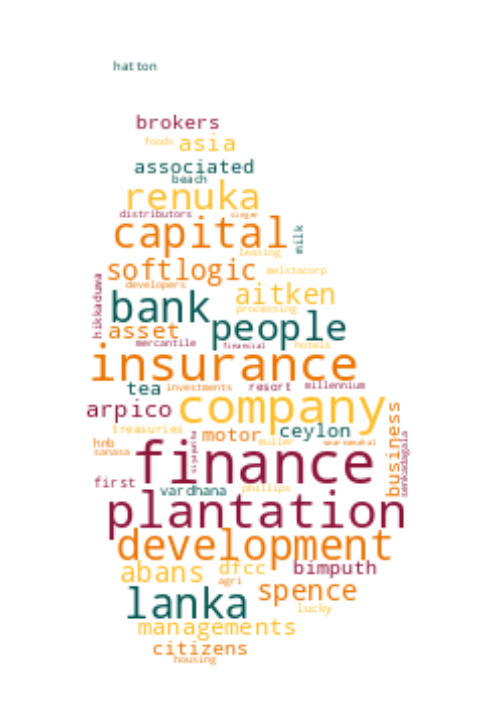 hatton
brokers
foods asia
associated
beach
renuka
distributors singer
capital milk
leasing
softlogic melstacorp
developers
hikkaduwa bank aitken
processing
asset people
mercantile financial hotels
insurance
tea investments resort millennium
arpico company
treasuries motor ceylon business
hnb muller
sanasa finance senkadagala
first vardhana phillips
plantation
development
abans dfcc bimputh
agri
lanka spence
lucky
managements
citizens
housing